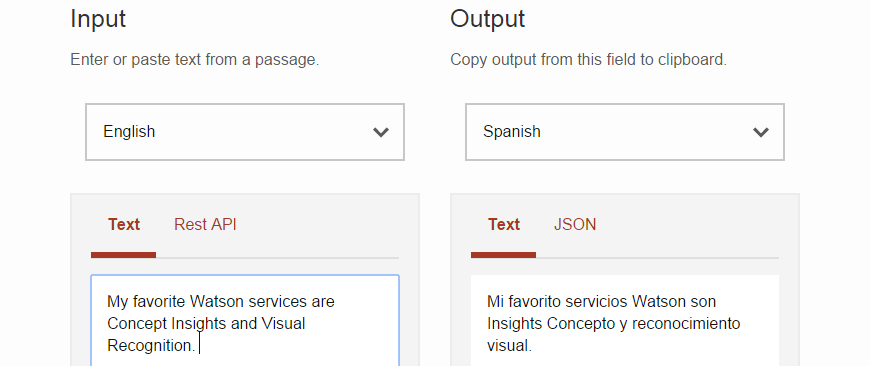 Input
Enter or paste text from a passage.
English
Text Rest API
My favorite Watson services are
Concept Insights and Visual
Recognition.
Output
Copy output from this field to clipboard.
Spanish
Text JSON
Mi favorito servicios Watson son
Insights Concepto y reconocimiento
visual.